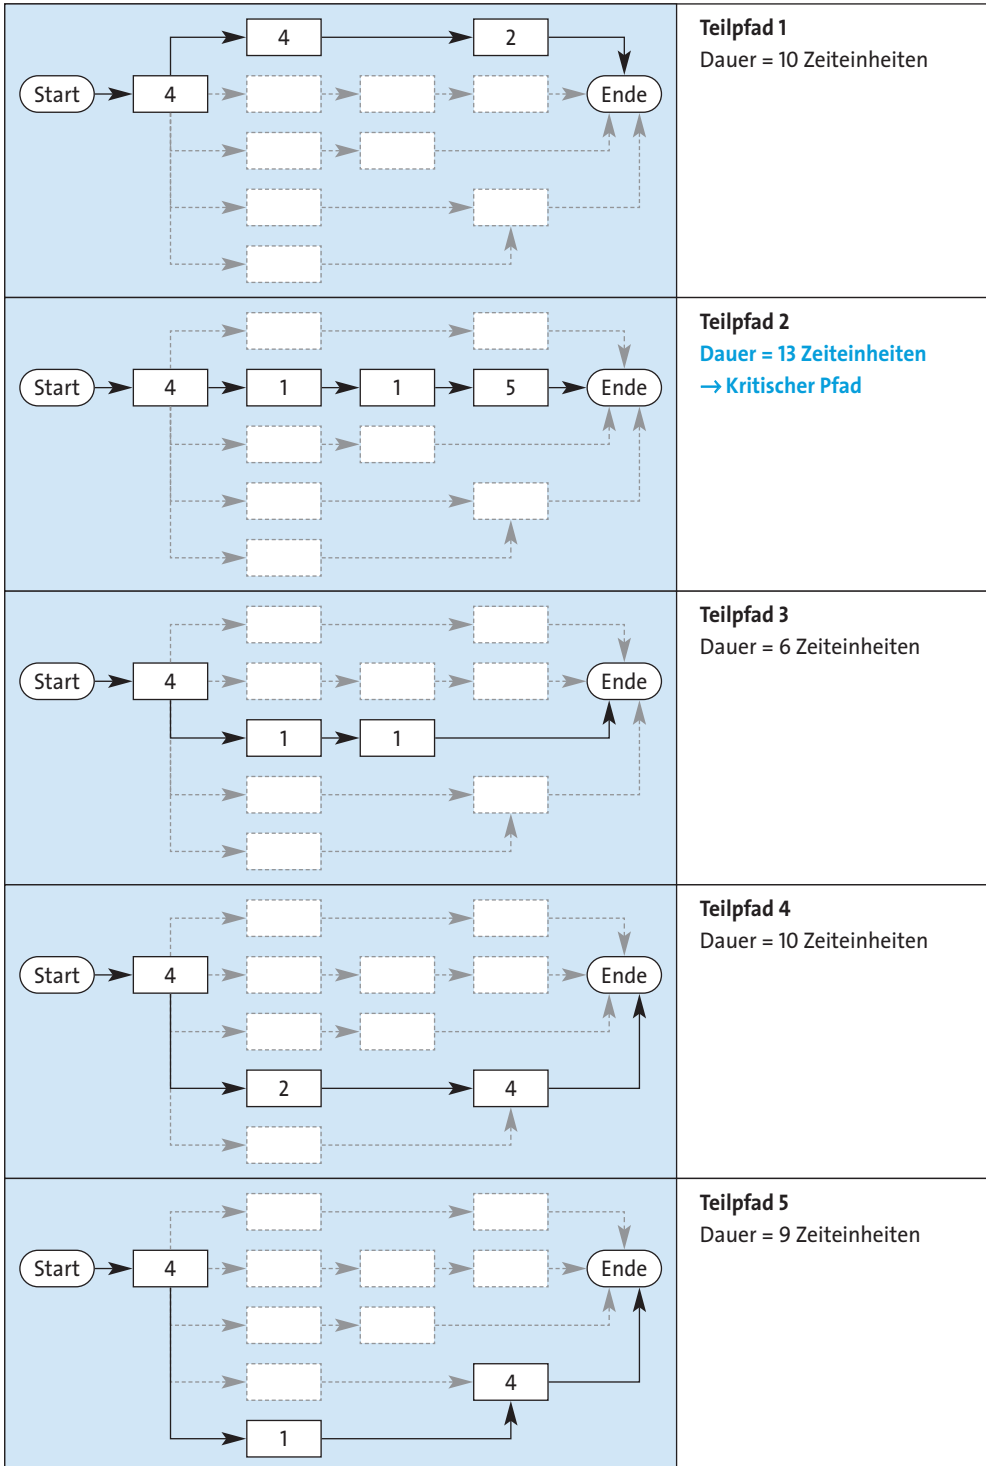 4 2
Start 4 Ende
Teilpfad 1
Dauer = 10 Zeiteinheiten
Start 4 1 1 5 Ende
Teilpfad 2
Dauer = 13 Zeiteinheiten
→ Kritischer Pfad
Start 4 Ende
1 1
Teilpfad 3
Dauer = 6 Zeiteinheiten
Start 4 Ende
2 4
Teilpfad 4
Dauer = 10 Zeiteinheiten
Start 4 Ende
4
1
Teilpfad 5
Dauer = 9 Zeiteinheiten